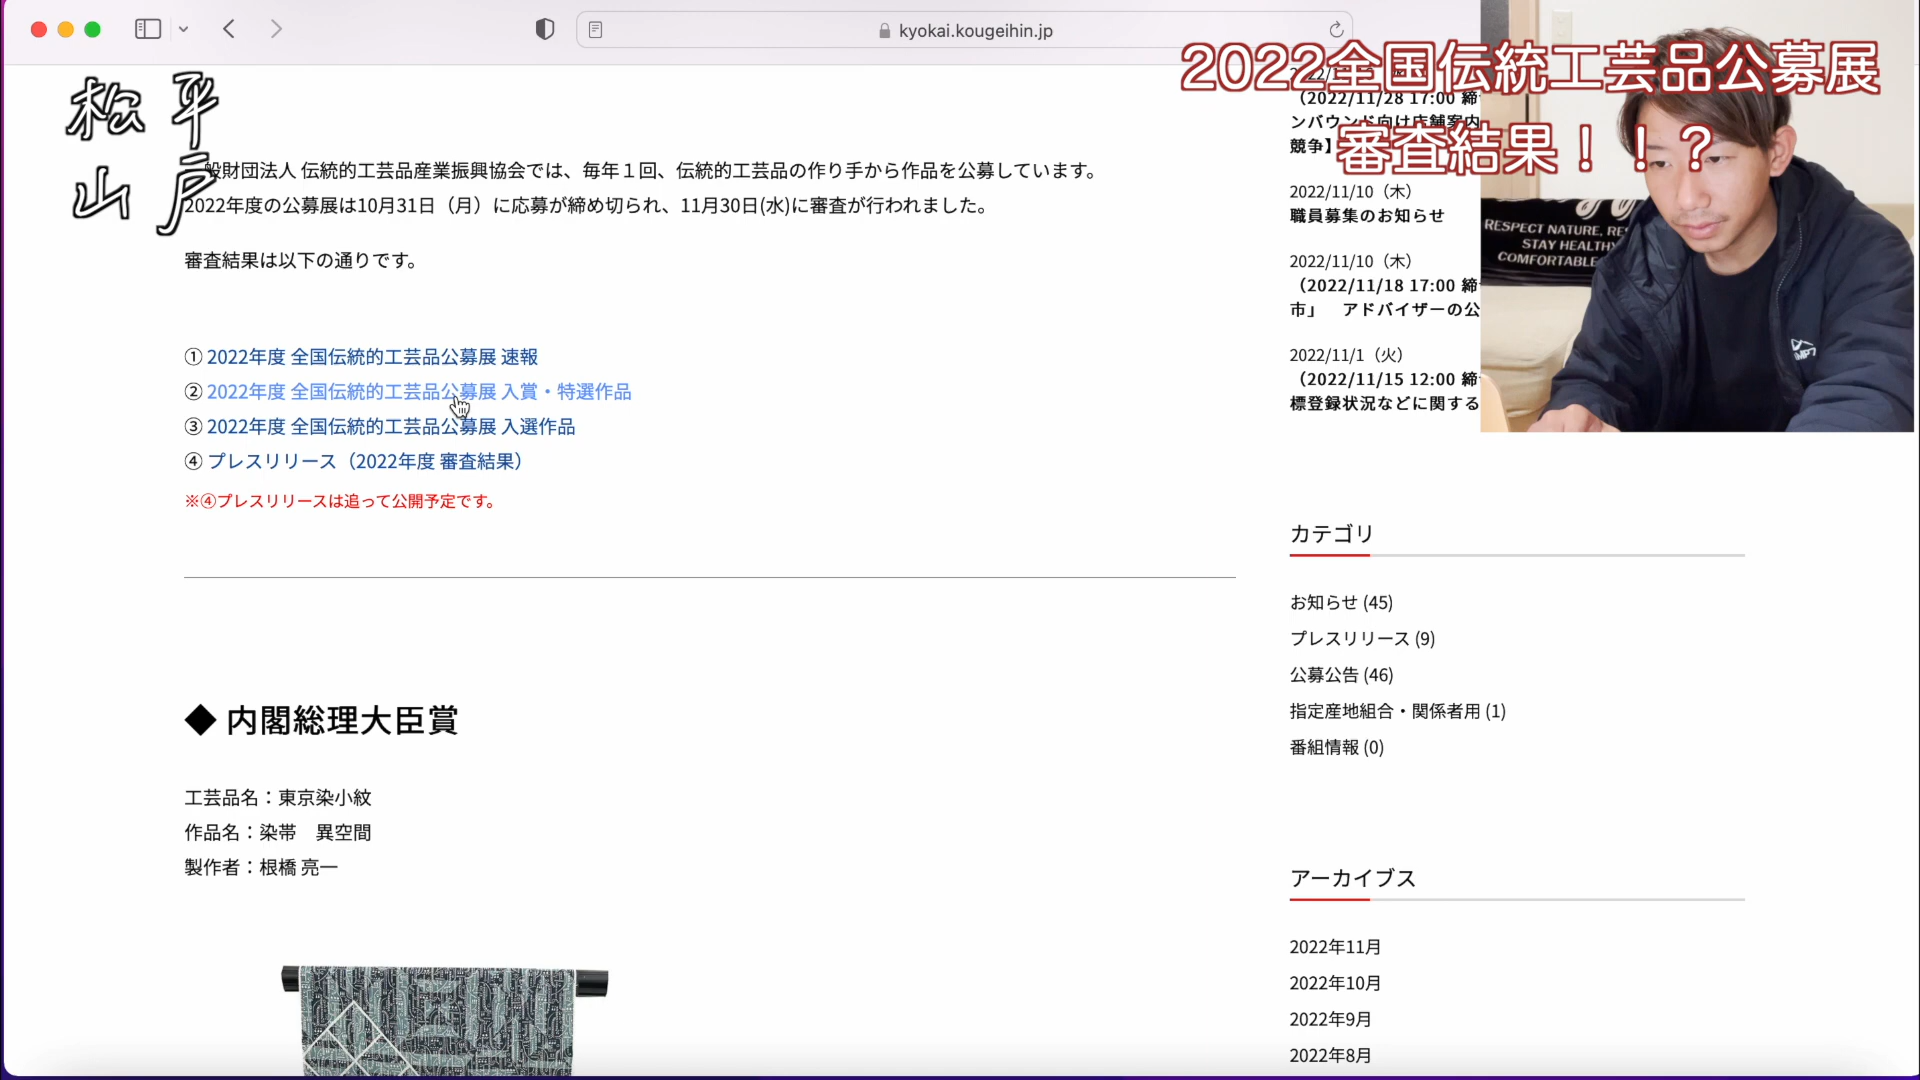 kyokai.kougeihin.jp
2022全国伝統工芸品公募展
審査結果!!?
平戸
松山
般財団法人 伝統的工芸品産業振興協会では、毎年1回、伝統的工芸品の作り手から作品を公募しています。
2022年度の公募展は10月31日（月）に応募が締め切られ、11月30日(水)に審査が行われました。
審査結果は以下の通りです。
① 2022年度 全国伝統的工芸品公募展 速報
② 2022年度 全国伝統的工芸品公募展 入賞・特選作品
③ 2022年度 全国伝統的工芸品公募展 入選作品
④ プレスリリース（2022年度 審査結果）
※④プレスリリースは追って公開予定です。
◆ 内閣総理大臣賞
工芸品名：東京染小紋
作品名：染帯　異空間
製作者：根橋 亮一
（2022/11/28 17:00 締
ンバウンド向け店舗案内
競争】
2022/11/10（木）
職員募集のお知らせ
2022/11/10（木）
（2022/11/18 17:00 締
市」　アドバイザーの公
2022/11/1（火）
（2022/11/15 12:00 締
標登録状況などに関する
RESPECT NATURE, RE
STAY HEALTHY
COMFORTABLE
カテゴリ
お知らせ (45)
プレスリリース (9)
公募公告 (46)
指定産地組合・関係者用 (1)
番組情報 (0)
アーカイブス
2022年11月
2022年10月
2022年9月
2022年8月